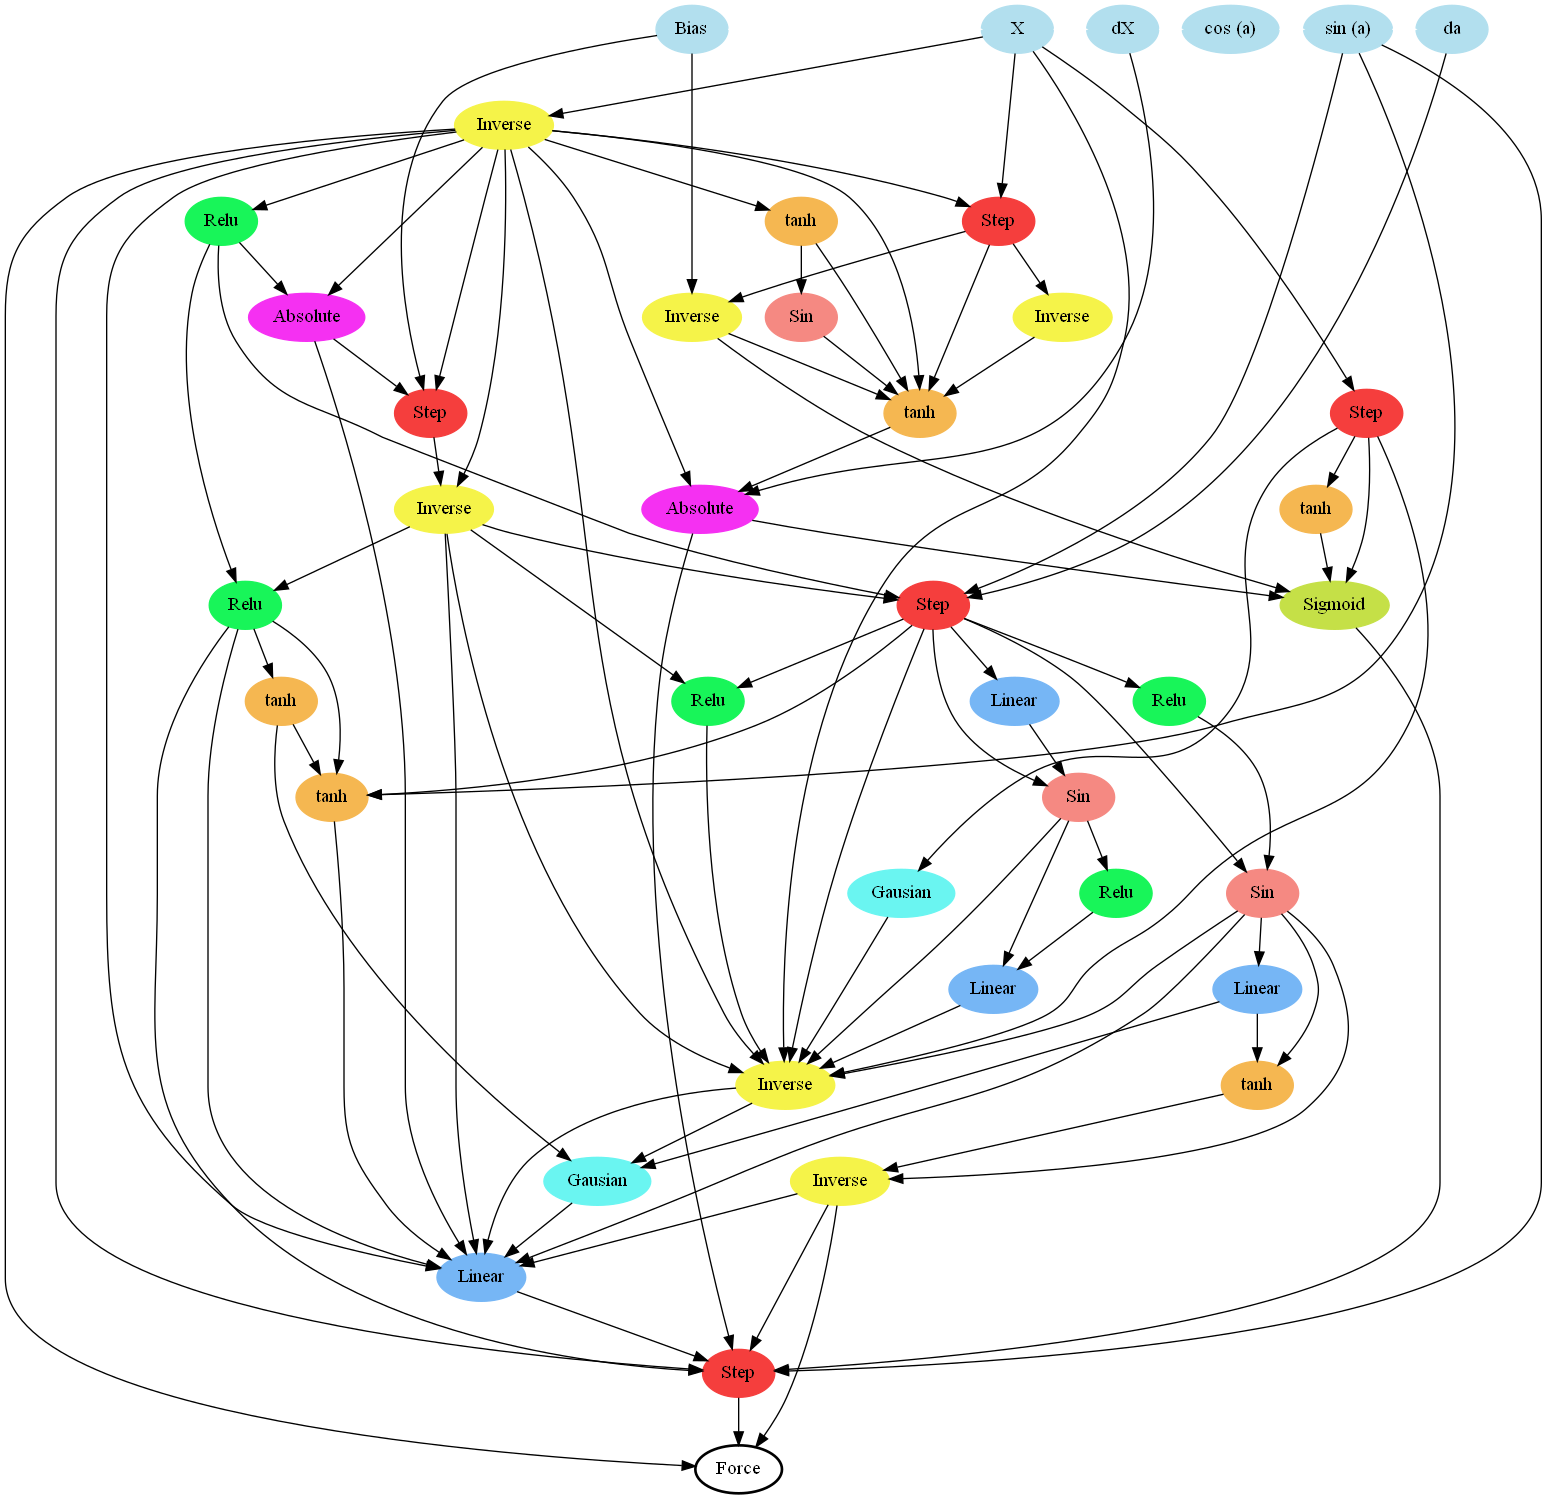 Bias
X
dX
cos (a)
sin (a)
da
Inverse
Relu
tanh
Step
Absolute
Inverse
Sin
Inverse
Step
tanh
Step
Inverse
Absolute
tanh
Relu
Step
Sigmoid
tanh
Relu
Linear
Relu
tanh
Sin
Gausian
Relu
Sin
Linear
Linear
Inverse
tanh
Gausian
Inverse
Linear
Step
Force